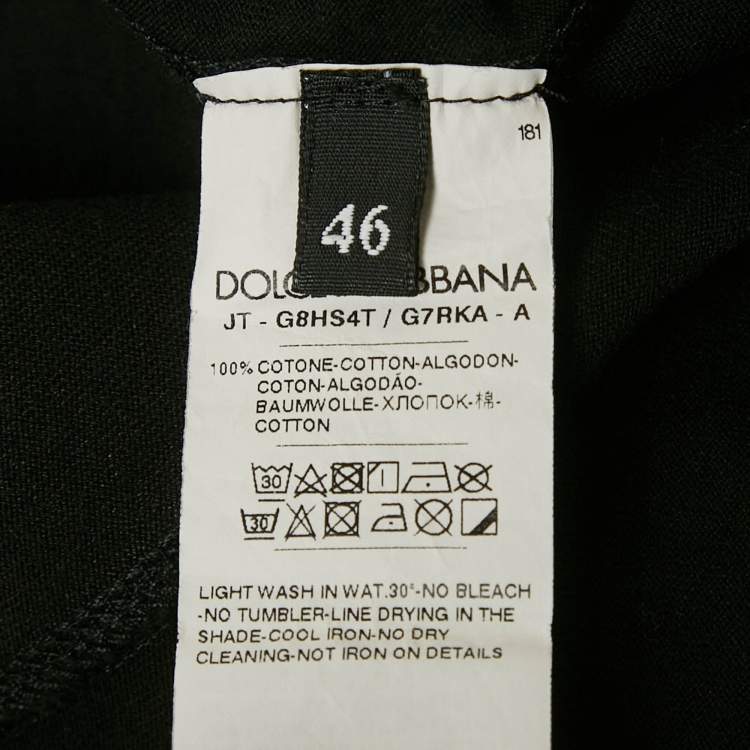 181
46
DOLCE & GABBANA
JT - G8HS4T / G7RKA - A
100% COTONE-COTTON-ALGODON-
COTON-ALGODÃO-
BAUMWOLLE-ХЛОПОК-棉-
COTTON
30
30
LIGHT WASH IN WAT.30°-NO BLEACH
-NO TUMBLER-LINE DRYING IN THE
SHADE-COOL IRON-NO DRY
CLEANING-NOT IRON ON DETAILS